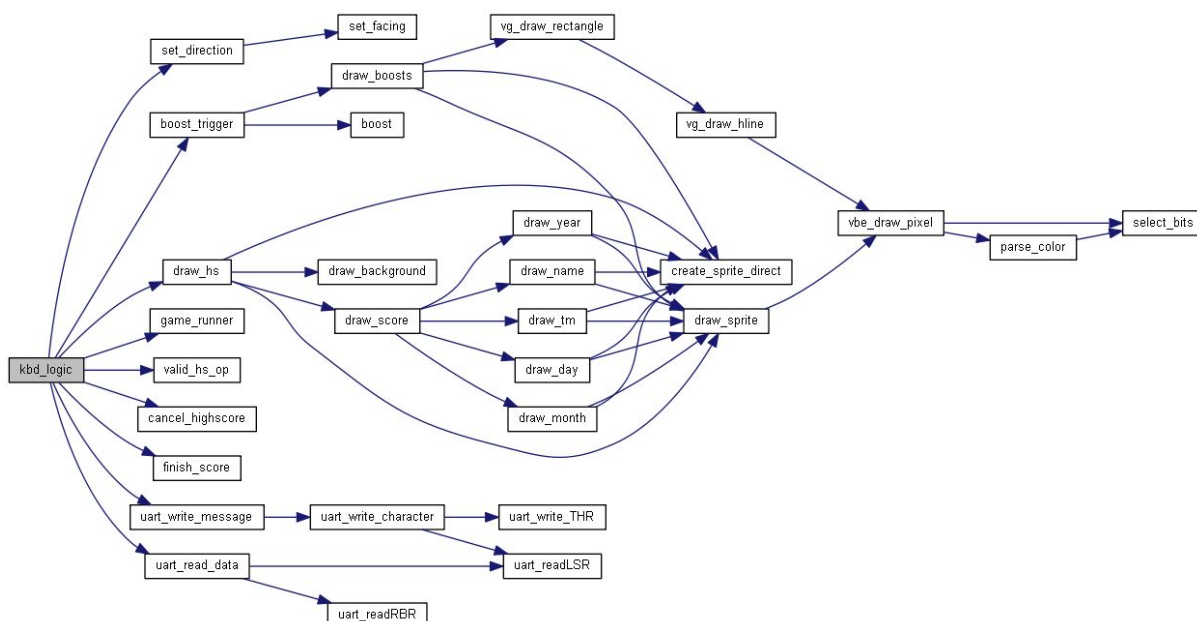 set_facing
vg_draw_rectangle
set_direction
draw_boosts
boost_trigger
boost
vg_draw_hline
draw_year
vbe_draw_pixel
select_bits
parse_color
draw_hs
draw_background
draw_name
create_sprite_direct
game_runner
draw_score
draw_tm
draw_sprite
kbd_logic
valid_hs_op
draw_day
cancel_highscore
draw_month
finish_score
uart_write_message
uart_write_character
uart_write_THR
uart_read_data
uart_readLSR
uart_readRBR